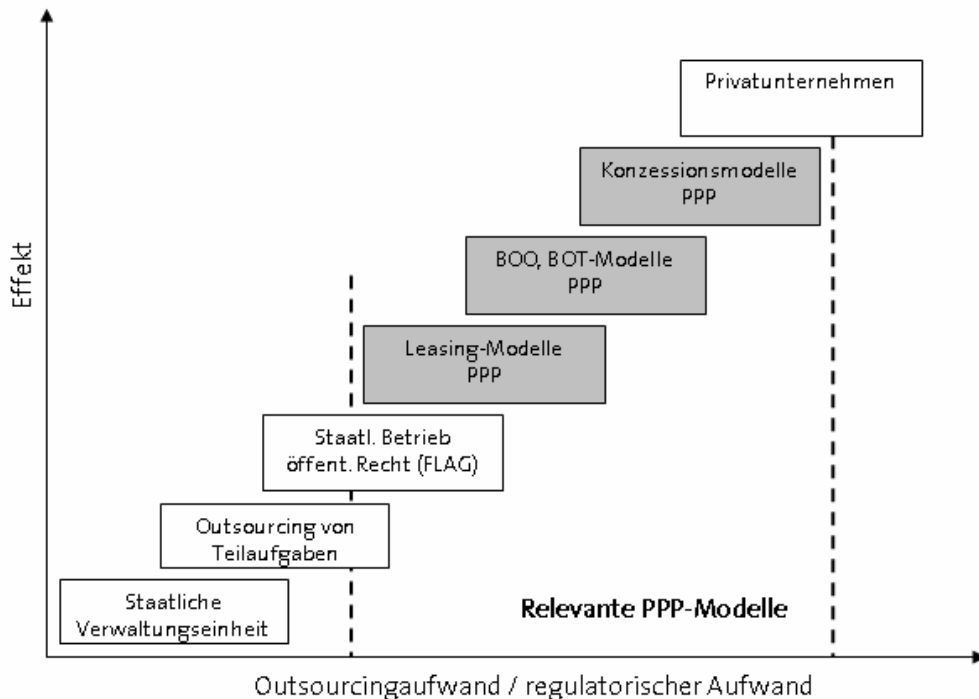 Privatunternehmen
Konzessionsmodelle
PPP
BOO, BOT-Modelle
PPP
Effekt
Leasing-Modelle
PPP
Staatl. Betrieb
öffent. Recht (FLAG)
Outsourcing von
Teilaufgaben
Staatliche
Verwaltungseinheit
Relevante PPP-Modelle
Outsourcingaufwand / regulatorischer Aufwand